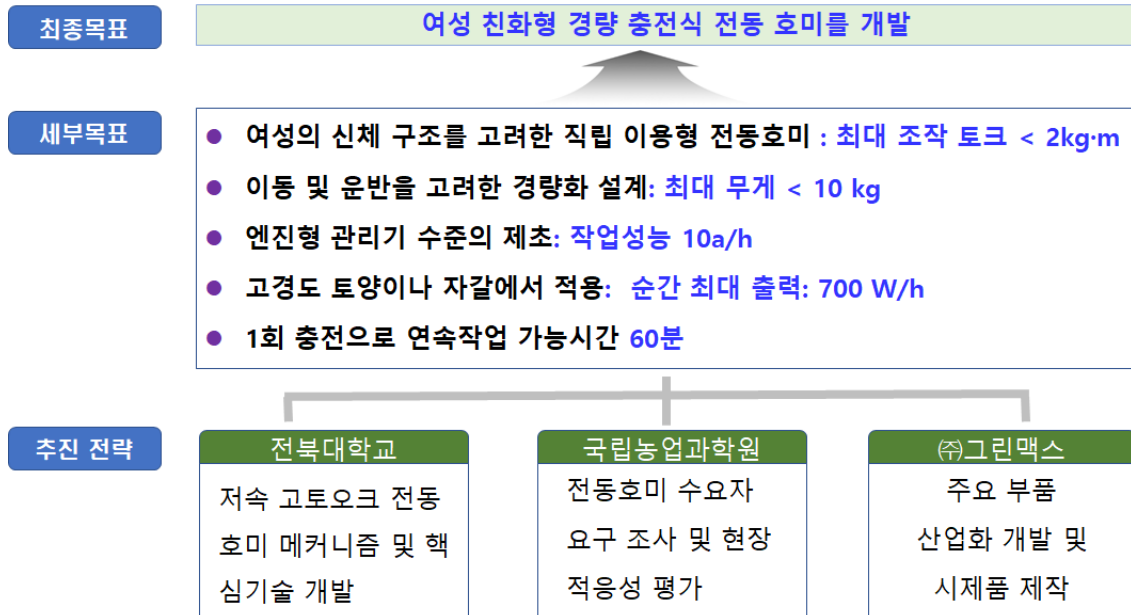 최종목표
여성 친화형 경량 충전식 전동 호미를 개발
세부목표
● 여성의 신체 구조를 고려한 직립 이용형 전동호미 : 최대 조작 토크 < 2kg·m
● 이동 및 운반을 고려한 경량화 설계: 최대 무게 < 10 kg
● 엔진형 관리기 수준의 제초: 작업성능 10a/h
● 고경도 토양이나 자갈에서 적용: 순간 최대 출력: 700 W/h
● 1회 충전으로 연속작업 가능시간 60분
추진 전략
전북대학교
저속 고토오크 전동
호미 메커니즘 및 핵
심기술 개발
국립농업과학원
전동호미 수요자
요구 조사 및 현장
적응성 평가
㈜그린맥스
주요 부품
산업화 개발 및
시제품 제작